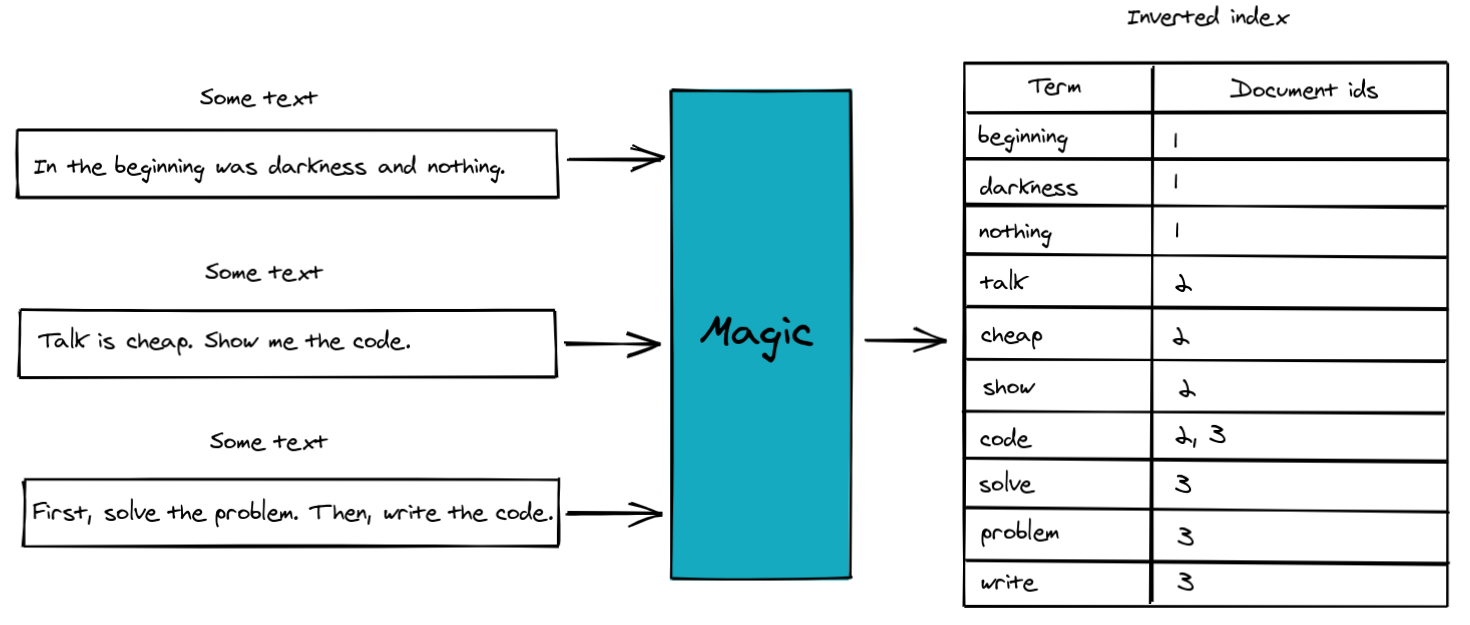 Inverted index
Some text
In the beginning was darkness and nothing.
Some text
Talk is cheap. Show me the code.
Some text
First, solve the problem. Then, write the code.
Magic
Term Document ids
beginning 1
darkness 1
nothing 1
talk 2
cheap 2
show 2
code 2, 3
solve 3
problem 3
write 3